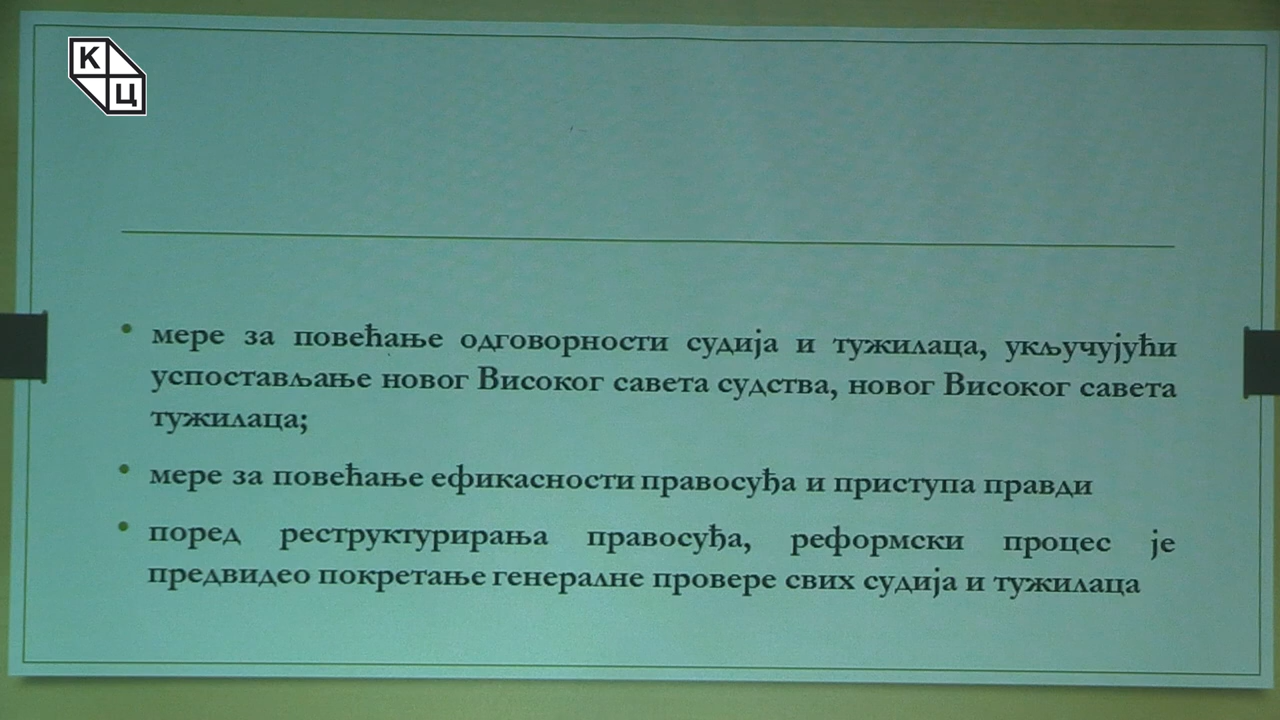 К
Ц
• мере за повећање одговорности судија и тужилаца, укључујући
успостављање новог Високог савета судства, новог Високог савета
тужилаца;
• мере за повећање ефикасности правосуђа и приступа правди
• поред реструктурирања правосуђа, реформски процес је
предвидео покретање генералне провере свих судија и тужилаца